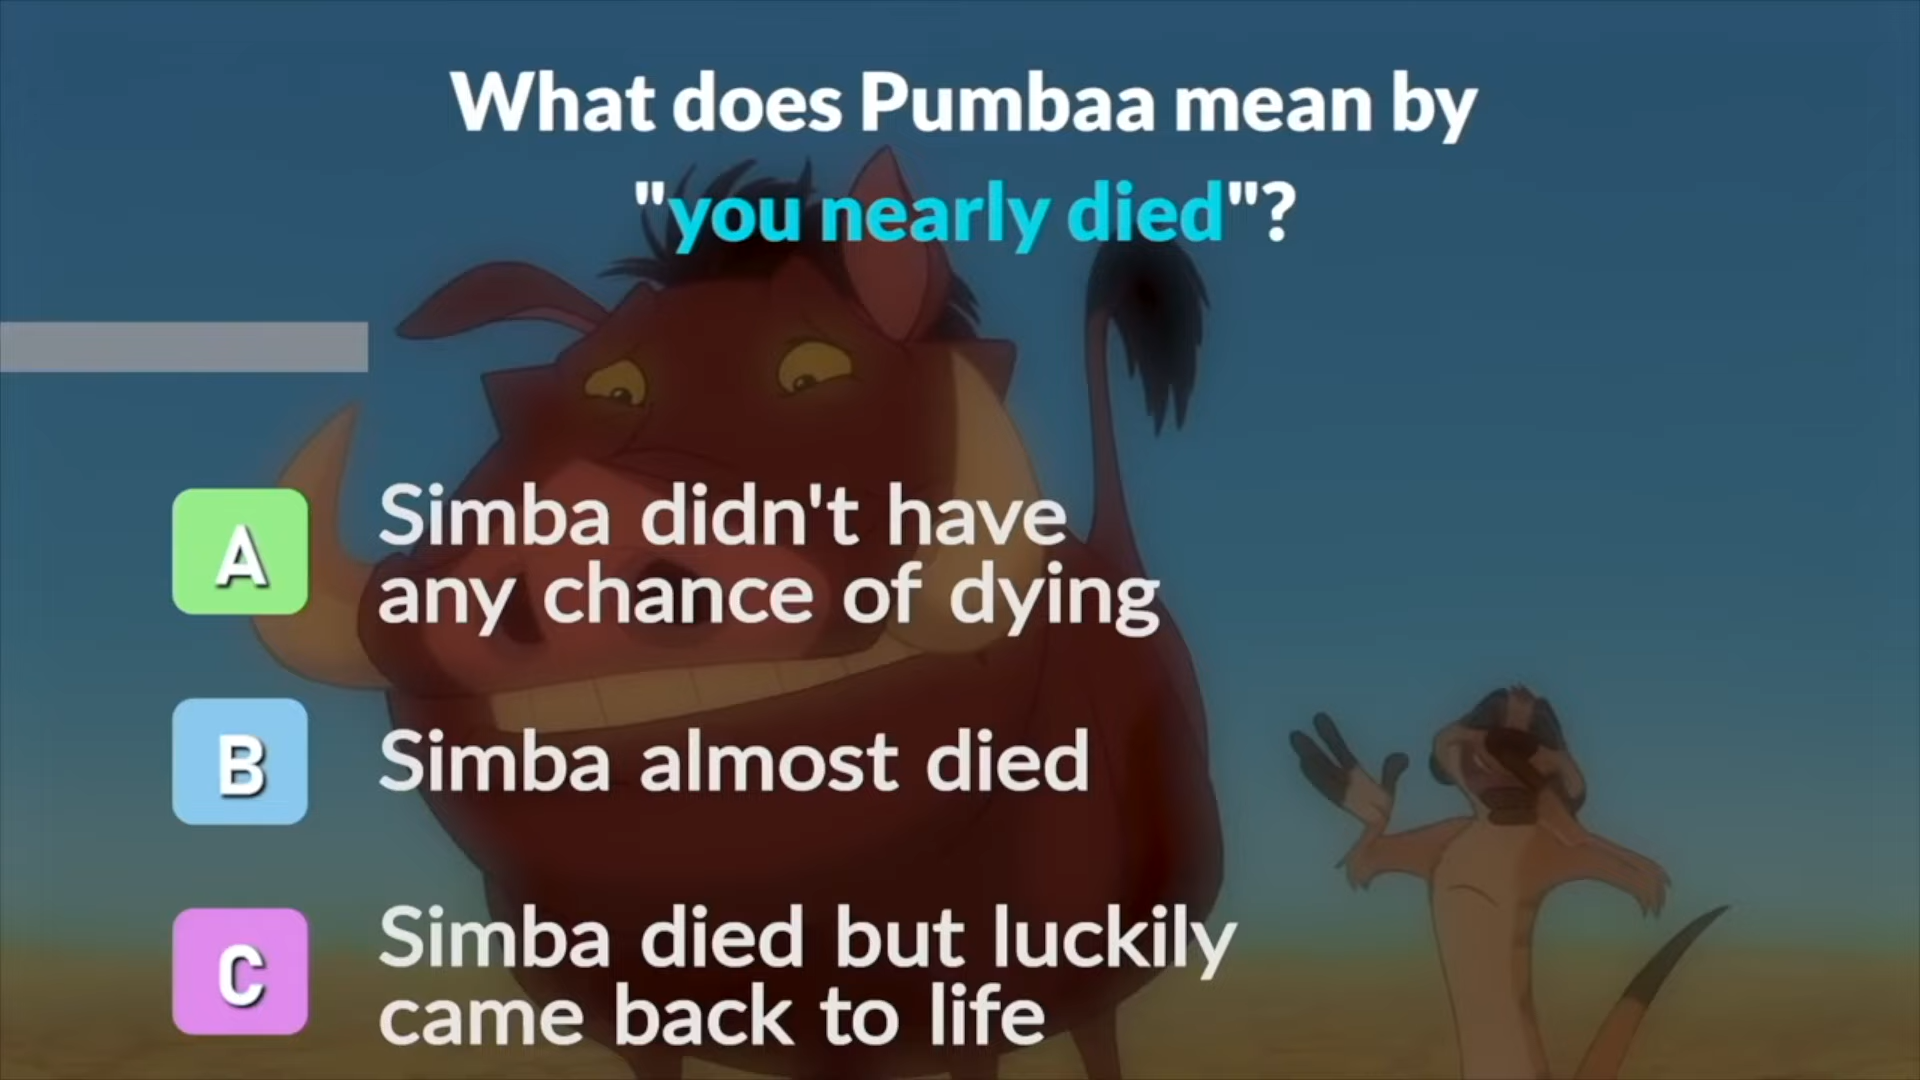 What does Pumbaa mean by
"you nearly died"?
A
Simba didn't have
any chance of dying
B
Simba almost died
C
Simba died but luckily
came back to life